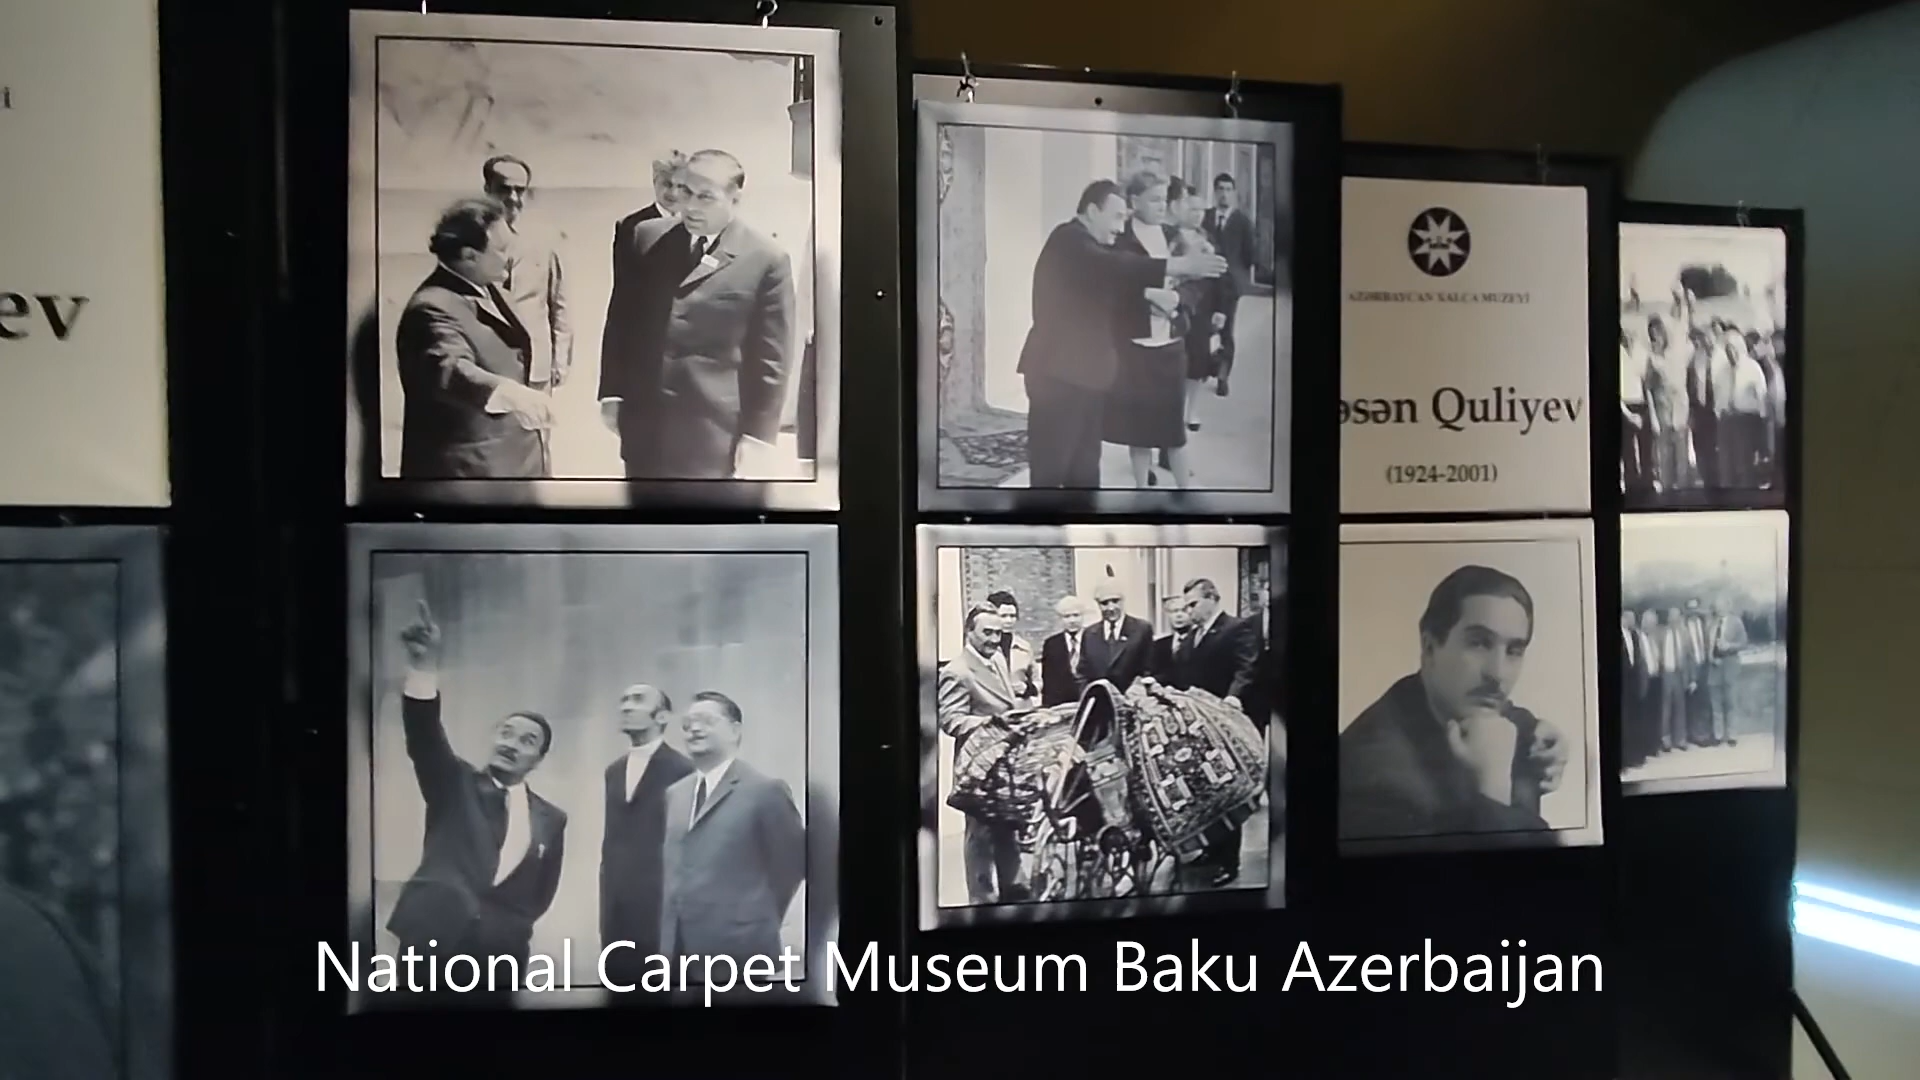 i
ev
AZƏRBAYCAN XALÇA MUZEYİ
əsən Quliyev
(1924-2001)
National Carpet Museum Baku Azerbaijan